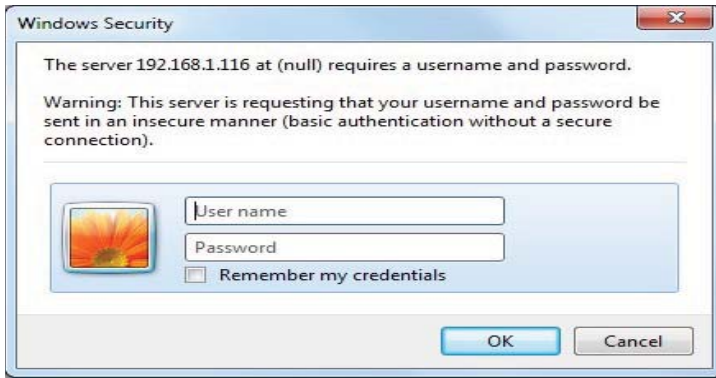 Windows Security
The server 192.168.1.116 at (null) requires a username and password.
Warning: This server is requesting that your username and password be
sent in an insecure manner (basic authentication without a secure
connection).
User name
Password
Remember my credentials
OK
Cancel